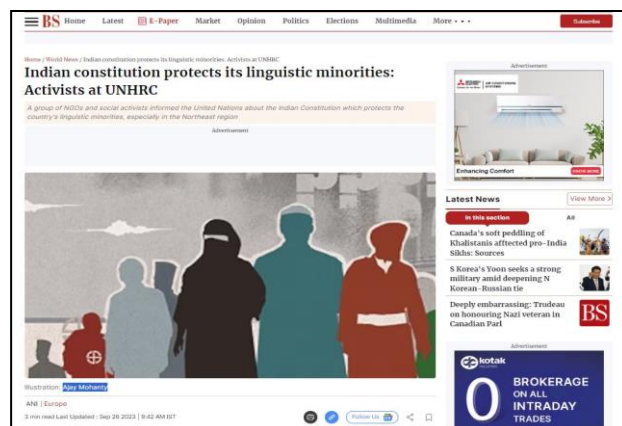 BS Home Latest E-Paper Market Opinion Politics Elections Multimedia More Subscribe
Home / World News / Indian constitution protects its linguistic minorities: Activists at UNHRC
Indian constitution protects its linguistic minorities:
Activists at UNHRC
A group of NGOs and social activists informed the United Nations about the Indian Constitution which protects the
country's linguistic minorities, especially in the Northeast region
Advertisement
Illustration: Ajay Mohanty
ANI | Europe
3 min read Last Updated : Sep 26 2023 | 9:42 AM IST
Follow Us
Advertisement
Enhancing Comfort
KNOW MORE
Latest News
View More >
In this section
All
Canada's soft peddling of
Khalistanis afftected pro-India
Sikhs: Sources
S Korea's Yoon seeks a strong
military amid deepening N
Korean-Russian tie
Deeply embarrassing: Trudeau
on honouring Nazi veteran in
Canadian Parl
BS
Advertisement
kotak
0
BROKERAGE
ON ALL
INTRADAY
TRADES